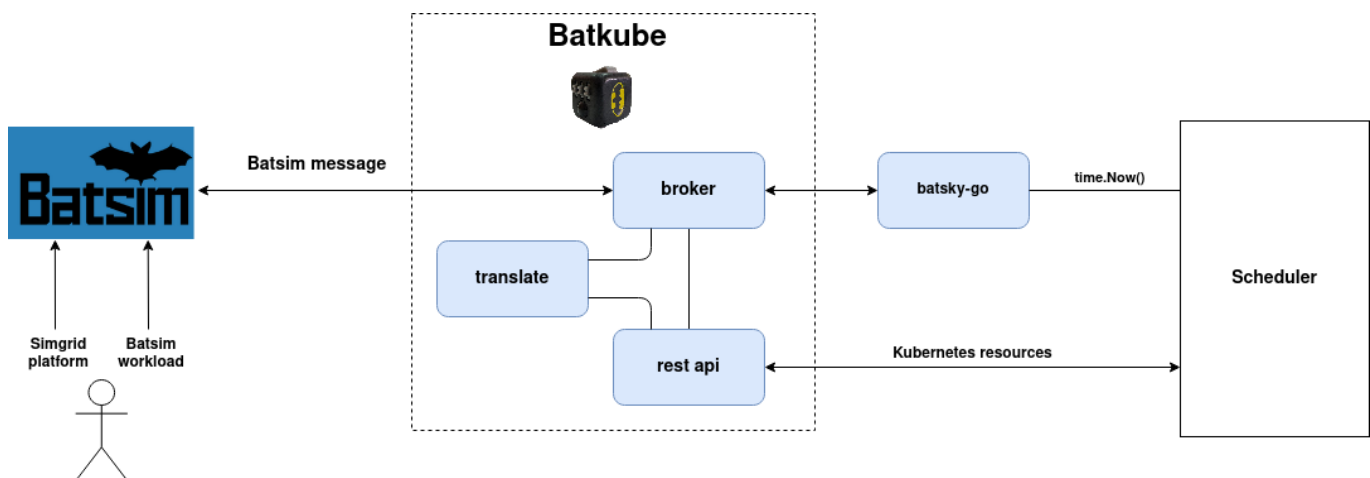 Batkube
Batsim
Batsim message
broker
batsky-go
time.Now()
translate
Scheduler
Simgrid
platform
Batsim
workload
rest api
Kubernetes resources